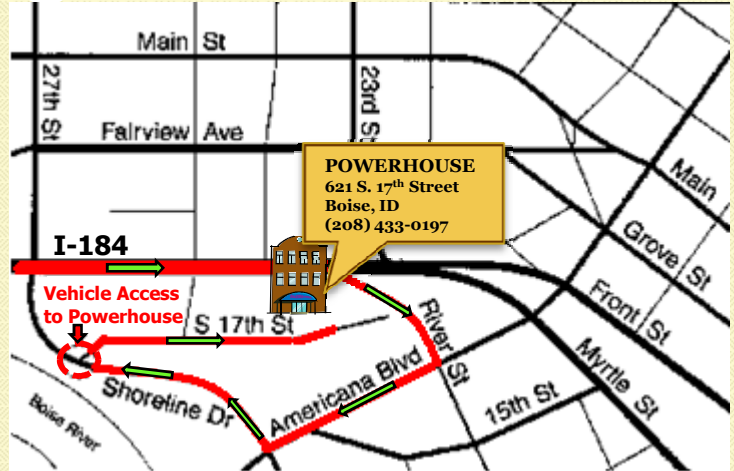 Main St
27th St
23rd St
Fairview Ave
POWERHOUSE
621 S. 17th Street
Boise, ID
(208) 433-0197
Main
Grove St
Front St
Myrtle St
I-184
Vehicle Access
to Powerhouse
S 17th St
River St
Americana Blvd
Shoreline Dr
15th St
Boise River